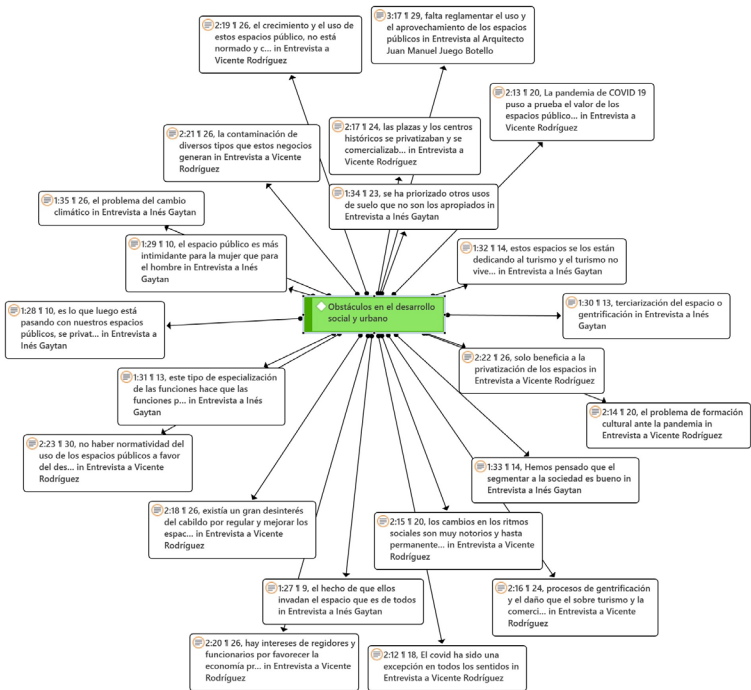 2:19 ¶ 26, el crecimiento y el uso de
estos espacios público, no está
normado y c... in Entrevista a
Vicente Rodríguez
3:17 ¶ 29, falta reglamentar el uso y
el aprovechamiento de los espacios
públicos in Entrevista al Arquitecto
Juan Manuel Juego Botello
2:13 ¶ 20, La pandemia de COVID 19
puso a prueba el valor de los
espacios público... in Entrevista a
Vicente Rodríguez
2:21 ¶ 26, la contaminación de
diversos tipos que estos negocios
generan in Entrevista a Vicente
Rodríguez
2:17 ¶ 24, las plazas y los centros
históricos se privatizaban y se
comercializab... in Entrevista a
Vicente Rodríguez
1:34 ¶ 23, se ha priorizado otros usos
de suelo que no son los apropiados in
Entrevista a Inés Gaytan
1:35 ¶ 26, el problema del cambio
climático in Entrevista a Inés Gaytan
1:29 ¶ 10, el espacio público es más
intimidante para la mujer que para
el hombre in Entrevista a Inés
Gaytan
1:32 ¶ 14, estos espacios se los están
dedicando al turismo y el turismo no
vive... in Entrevista a Inés Gaytan
1:28 ¶ 10, es lo que luego está
pasando con nuestros espacios
públicos, se privat... in Entrevista a
Inés Gaytan
Obstáculos en el desarrollo
social y urbano
1:30 ¶ 13, terciarización del espacio o
gentrificación in Entrevista a Inés
Gaytan
1:31 ¶ 13, este tipo de especialización
de las funciones hace que las
funciones p... in Entrevista a Inés
Gaytan
2:22 ¶ 26, solo beneficia a la
privatización de los espacios in
Entrevista a Vicente Rodríguez
2:14 ¶ 20, el problema de formación
cultural ante la pandemia in
Entrevista a Vicente Rodríguez
2:23 ¶ 30, no haber normatividad del
uso de los espacios públicos a favor
del des... in Entrevista a Vicente
Rodríguez
1:33 ¶ 14, Hemos pensado que el
segmentar a la sociedad es bueno in
Entrevista a Inés Gaytan
2:18 ¶ 26, existía un gran desinterés
del cabildo por regular y mejorar los
espac... in Entrevista a Vicente
Rodríguez
2:15 ¶ 20, los cambios en los ritmos
sociales son muy notorios y hasta
permanente... in Entrevista a Vicente
Rodríguez
1:27 ¶ 9, el hecho de que ellos
invadan el espacio que es de todos
in Entrevista a Inés Gaytan
2:16 ¶ 24, procesos de gentrificación
y el daño que el sobre turismo y la
comerci... in Entrevista a Vicente
Rodríguez
2:20 ¶ 26, hay intereses de regidores y
funcionarios por favorecer la
economía pr... in Entrevista a Vicente
Rodríguez
2:12 ¶ 18, El covid ha sido una
excepción en todos los sentidos in
Entrevista a Vicente Rodríguez